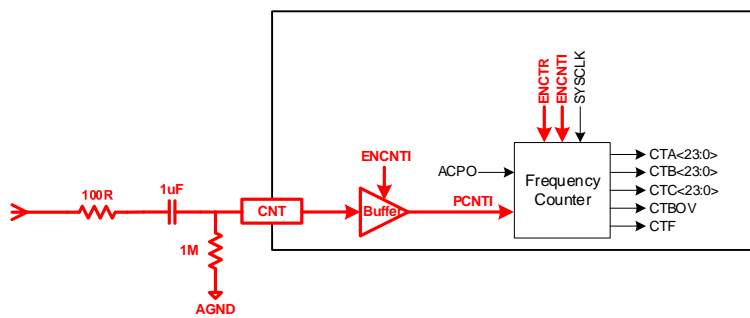 ENCTR
ENCNTI
SYSCLK
ENCNTI
ACPO
CTA<23:0>
CTB<23:0>
CTC<23:0>
CTBOV
CTF
Frequency
Counter
100R
1uF
CNT
Buffer
PCNTI
1M
AGND